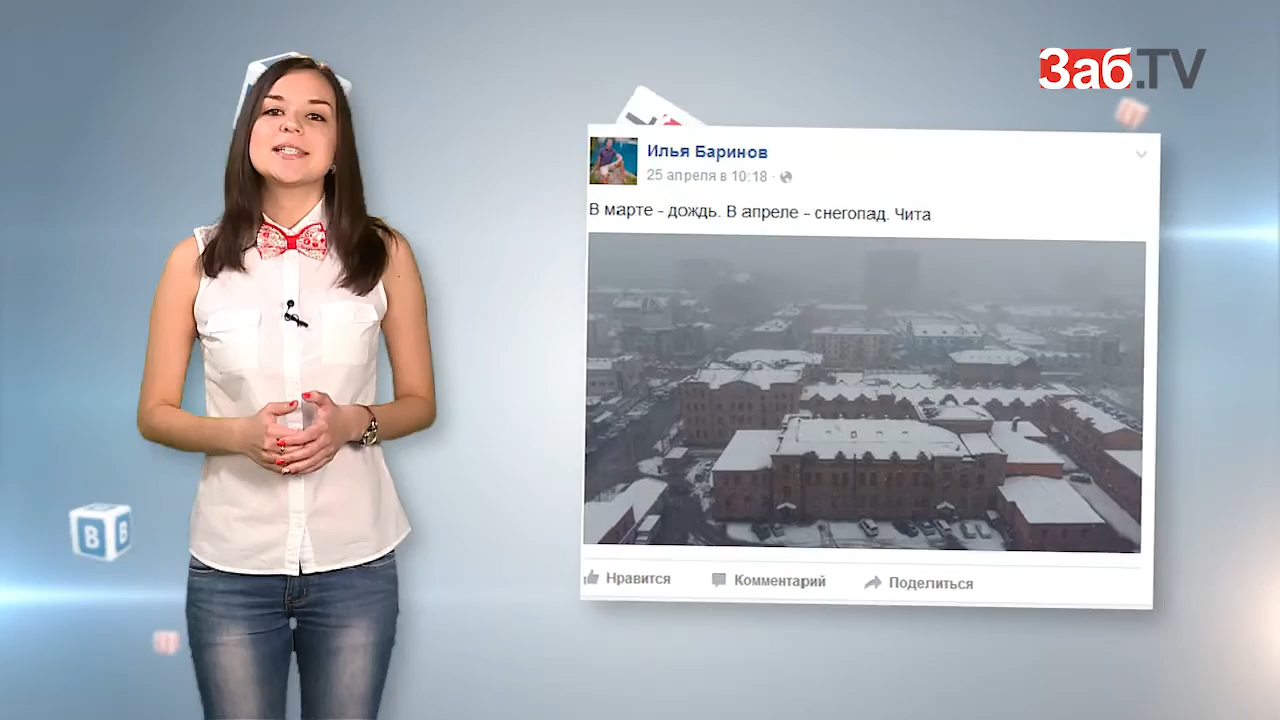 Заб.TV
Илья Баринов
25 апреля в 10:18
В марте - дождь. В апреле - снегопад. Чита
Нравится Комментарий Поделиться
B B